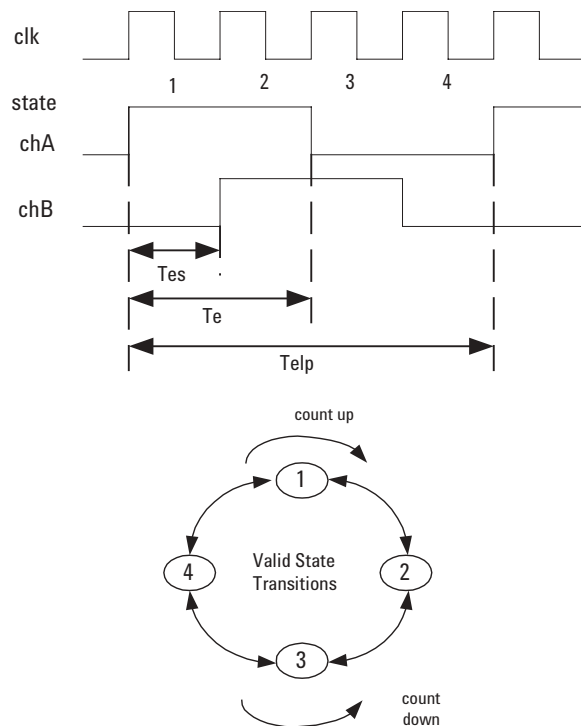 clk
1 2 3 4
state
chA
chB
Tes
Te
Telp
count up
1
4
Valid State
Transitions
2
3
count
down